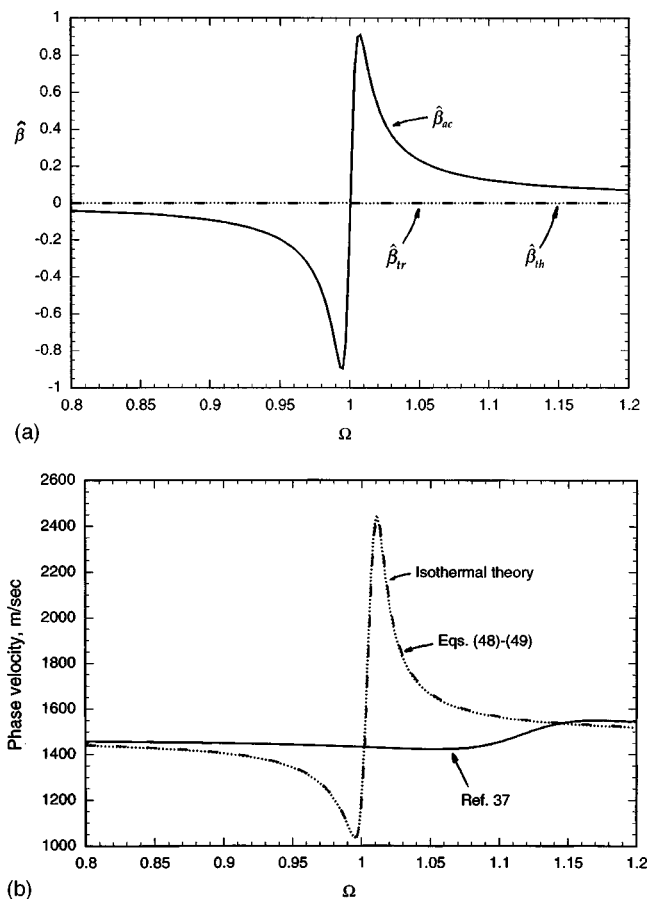 1
0.8
0.6
0.4
0.2
0
-0.2
-0.4
-0.6
-0.8
-1
β̂
β̂ac
β̂tr
β̂th
0.8 0.85 0.9 0.95 1 1.05 1.1 1.15 1.2
(a)
Ω
2600
2400
2200
2000
1800
1600
1400
1200
1000
Phase velocity, m/sec
Isothermal theory
Eqs. (48)-(49)
Ref. 37
0.8 0.85 0.9 0.95 1 1.05 1.1 1.15 1.2
(b)
Ω